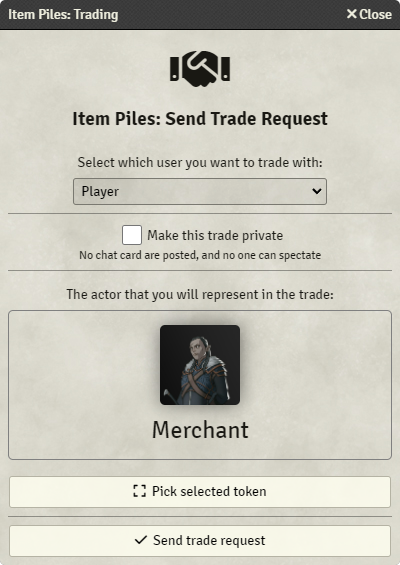 Item Piles: Trading
Close
Item Piles: Send Trade Request
Select which user you want to trade with:
Player
Make this trade private
No chat card are posted, and no one can spectate
The actor that you will represent in the trade:
Merchant
Pick selected token
Send trade request